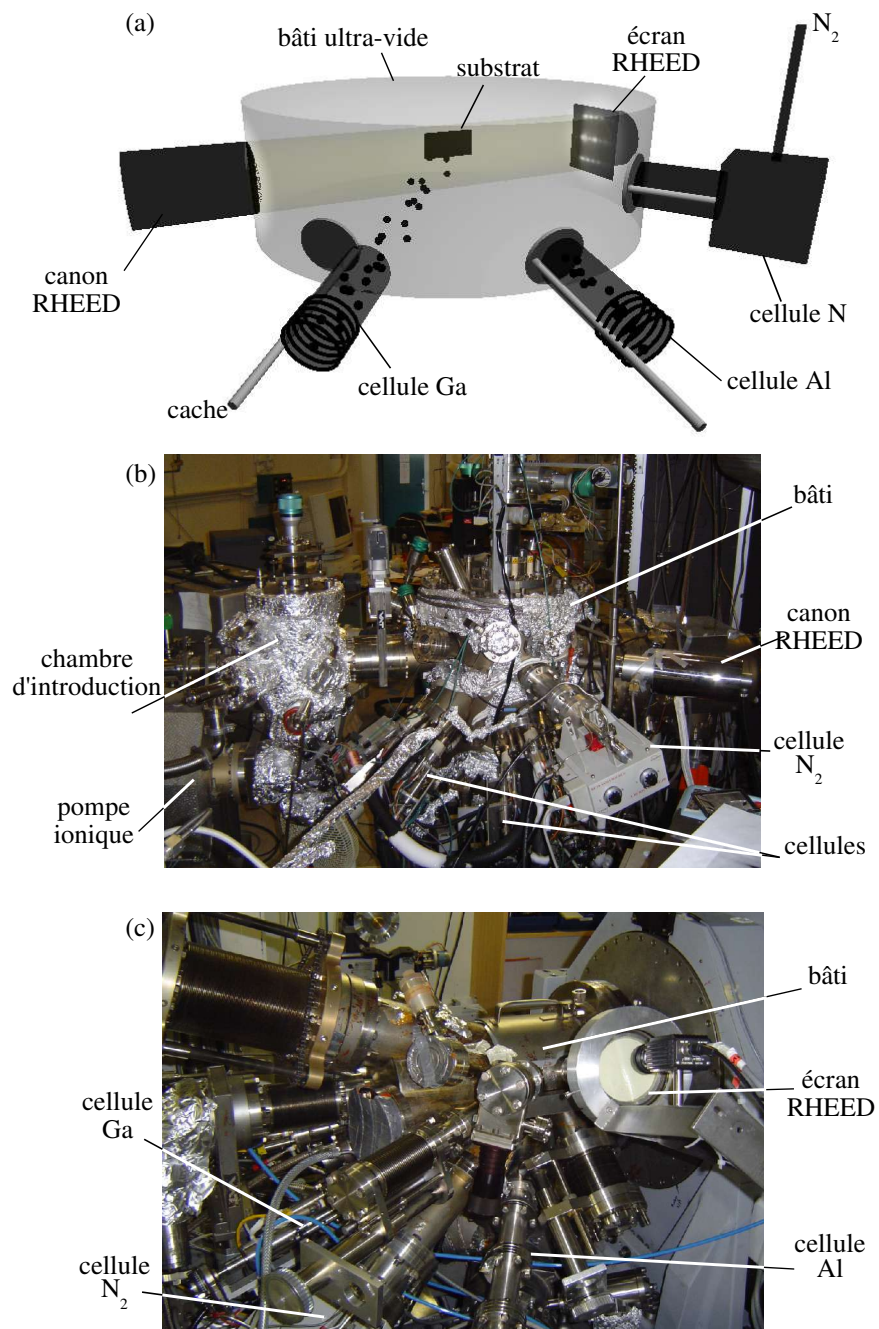 (a)
bâti ultra-vide
substrat
écran
RHEED
N2
canon
RHEED
cellule Ga
cache
cellule N
cellule Al
(b)
bâti
canon
RHEED
chambre
d'introduction
cellule
N2
pompe
ionique
cellules
(c)
bâti
cellule
Ga
écran
RHEED
cellule
N2
cellule
Al